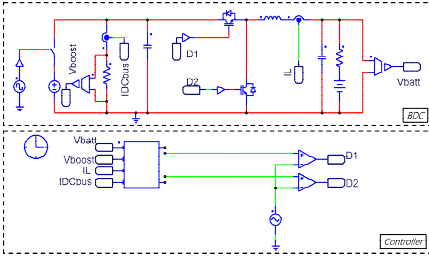 Vboost
IDCbus
D1
D2
IL
Vbatt
BDC
Vbatt
Vboost
IL
IDCbus
D1
D2
Controller